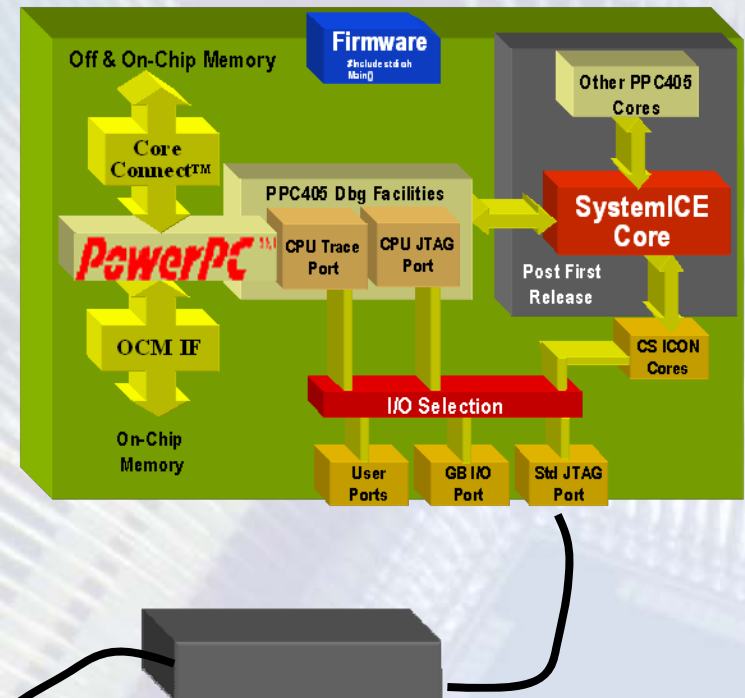 Firmware
#Include stdioh
Main()
Off & On-Chip Memory
Other PPC405
Cores
Core
Connect™
PPC405 Dbg Facilities
SystemICE
Core
PowerPC™
CPU Trace
Port
CPU JTAG
Port
Post First
Release
OCM IF
CS ICON
Cores
I/O Selection
On-Chip
Memory
User
Ports
GB I/O
Port
Std JTAG
Port